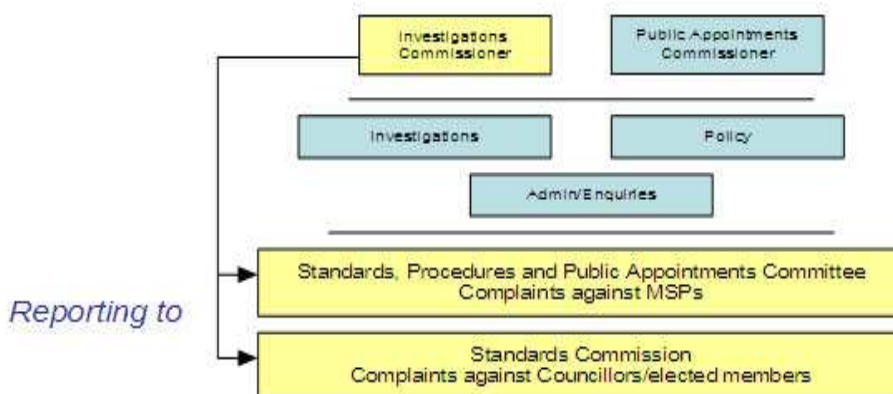 Investigations
Commissioner
Public Appointments
Commissioner
Investigations
Policy
Admin/Enquiries
Standards, Procedures and Public Appointments Committee
Complaints against MSPs
Reporting to
Standards Commission
Complaints against Councillors/elected members